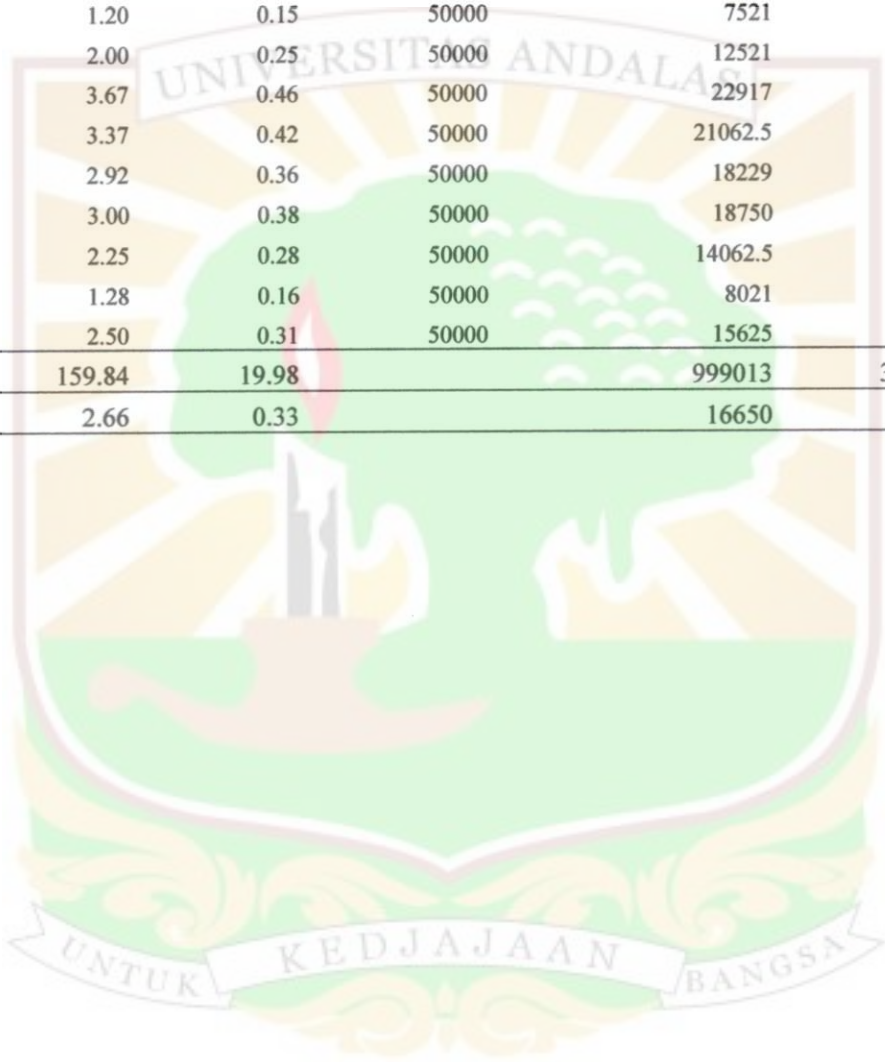 1.20 0.15 50000 7521
2.00 0.25 50000 12521
UNIVERSITAS ANDALAS
3.67 0.46 50000 22917
3.37 0.42 50000 21062.5
2.92 0.36 50000 18229
3.00 0.38 50000 18750
2.25 0.28 50000 14062.5
1.28 0.16 50000 8021
2.50 0.31 50000 15625
159.84 19.98 999013 3
2.66 0.33 16650
UNTUK KEDJAJAAN BANGSA